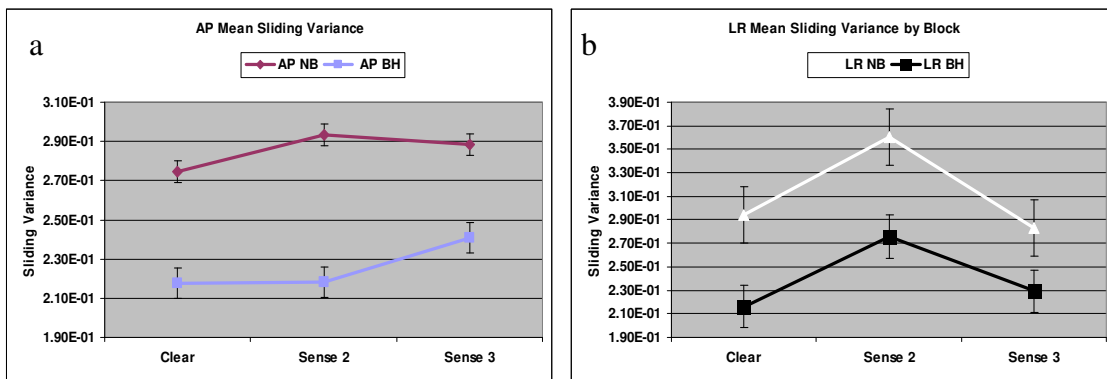 a
AP Mean Sliding Variance
AP NB AP BH
Sliding Variance
3.10E-01
2.90E-01
2.70E-01
2.50E-01
2.30E-01
2.10E-01
1.90E-01
Clear Sense 2 Sense 3
b
LR Mean Sliding Variance by Block
LR NB LR BH
Sliding Variance
3.90E-01
3.70E-01
3.50E-01
3.30E-01
3.10E-01
2.90E-01
2.70E-01
2.50E-01
2.30E-01
2.10E-01
1.90E-01
Clear Sense 2 Sense 3